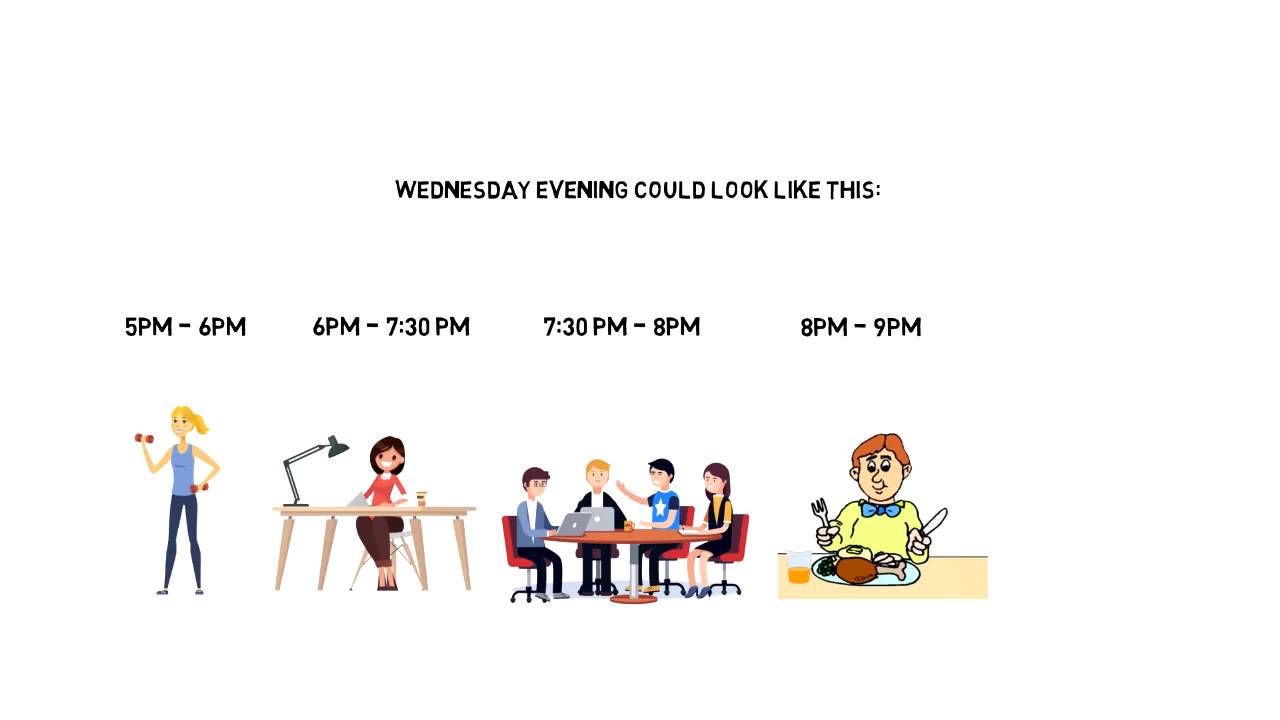 WEDNESDAY EVENING COULD LOOK LIKE THIS:
5PM - 6PM
6PM - 7:30 PM
7:30 PM - 8PM
8PM - 9PM